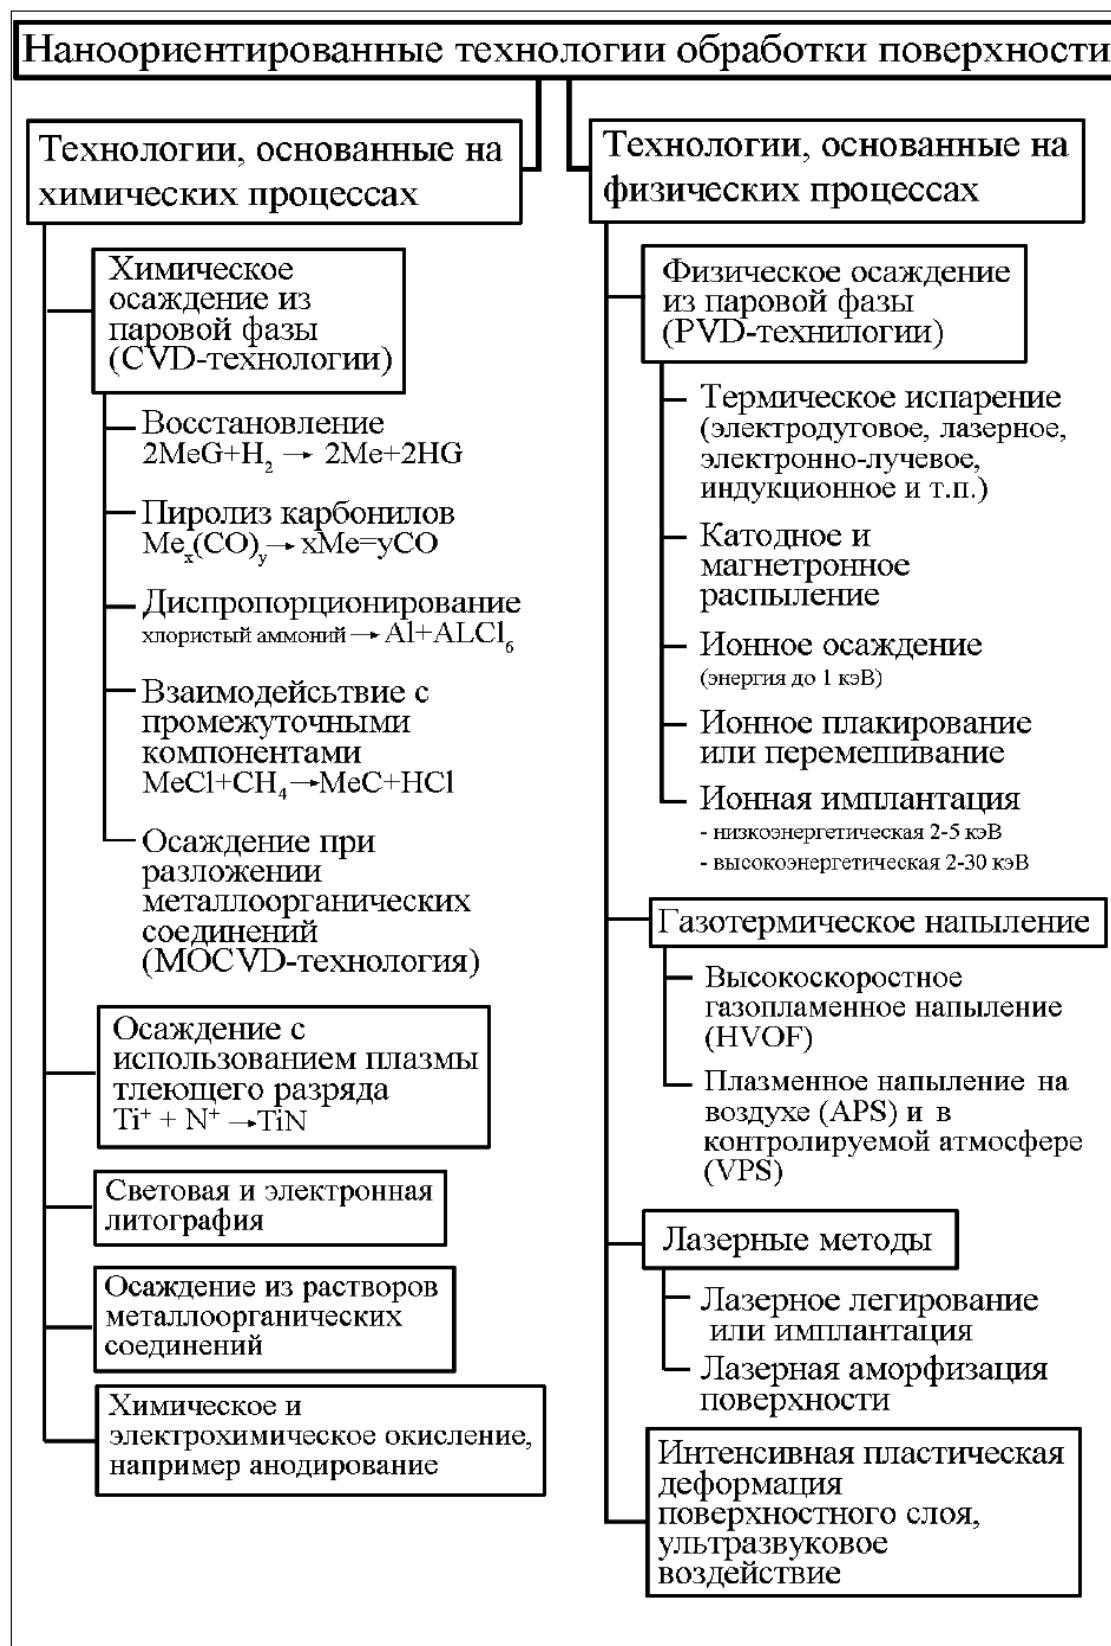 Наноориентированные технологии обработки поверхности
Технологии, основанные на
химических процессах
Химическое
осаждение из
паровой фазы
(CVD-технологии)
Восстановление
2MeG+H₂ → 2Me+2HG
Пиролиз карбонилов
Meₓ(CO)ᵧ→ xMe=yCO
Диспропорционирование
хлористый аммоний → Al+ALCl₆
Взаимодейсьтвие с
промежуточными
компонентами
MeCl+CH₄→MeC+HCl
Осаждение при
разложении
металлоорганических
соединений
(MOCVD-технология)
Осаждение с
использованием плазмы
тлеющего разряда
Ti⁺ + N⁺ →TiN
Световая и электронная
литография
Осаждение из растворов
металлоорганических
соединений
Химическое и
электрохимическое окисление,
например анодирование
Технологии, основанные на
физических процессах
Физическое осаждение
из паровой фазы
(PVD-технилогии)
Термическое испарение
(электродуговое, лазерное,
электронно-лучевое,
индукционное и т.п.)
Катодное и
магнетронное
распыление
Ионное осаждение
(энергия до 1 кэВ)
Ионное плакирование
или перемешивание
Ионная имплантация
- низкоэнергетическая 2-5 кэВ
- высокоэнергетическая 2-30 кэВ
Газотермическое напыление
Высокоскоростное
газопламенное напыление
(HVOF)
Плазменное напыление на
воздухе (APS) и в
контролируемой атмосфере
(VPS)
Лазерные методы
Лазерное легирование
или имплантация
Лазерная аморфизация
поверхности
Интенсивная пластическая
деформация
поверхностного слоя,
ультразвуковое
воздействие